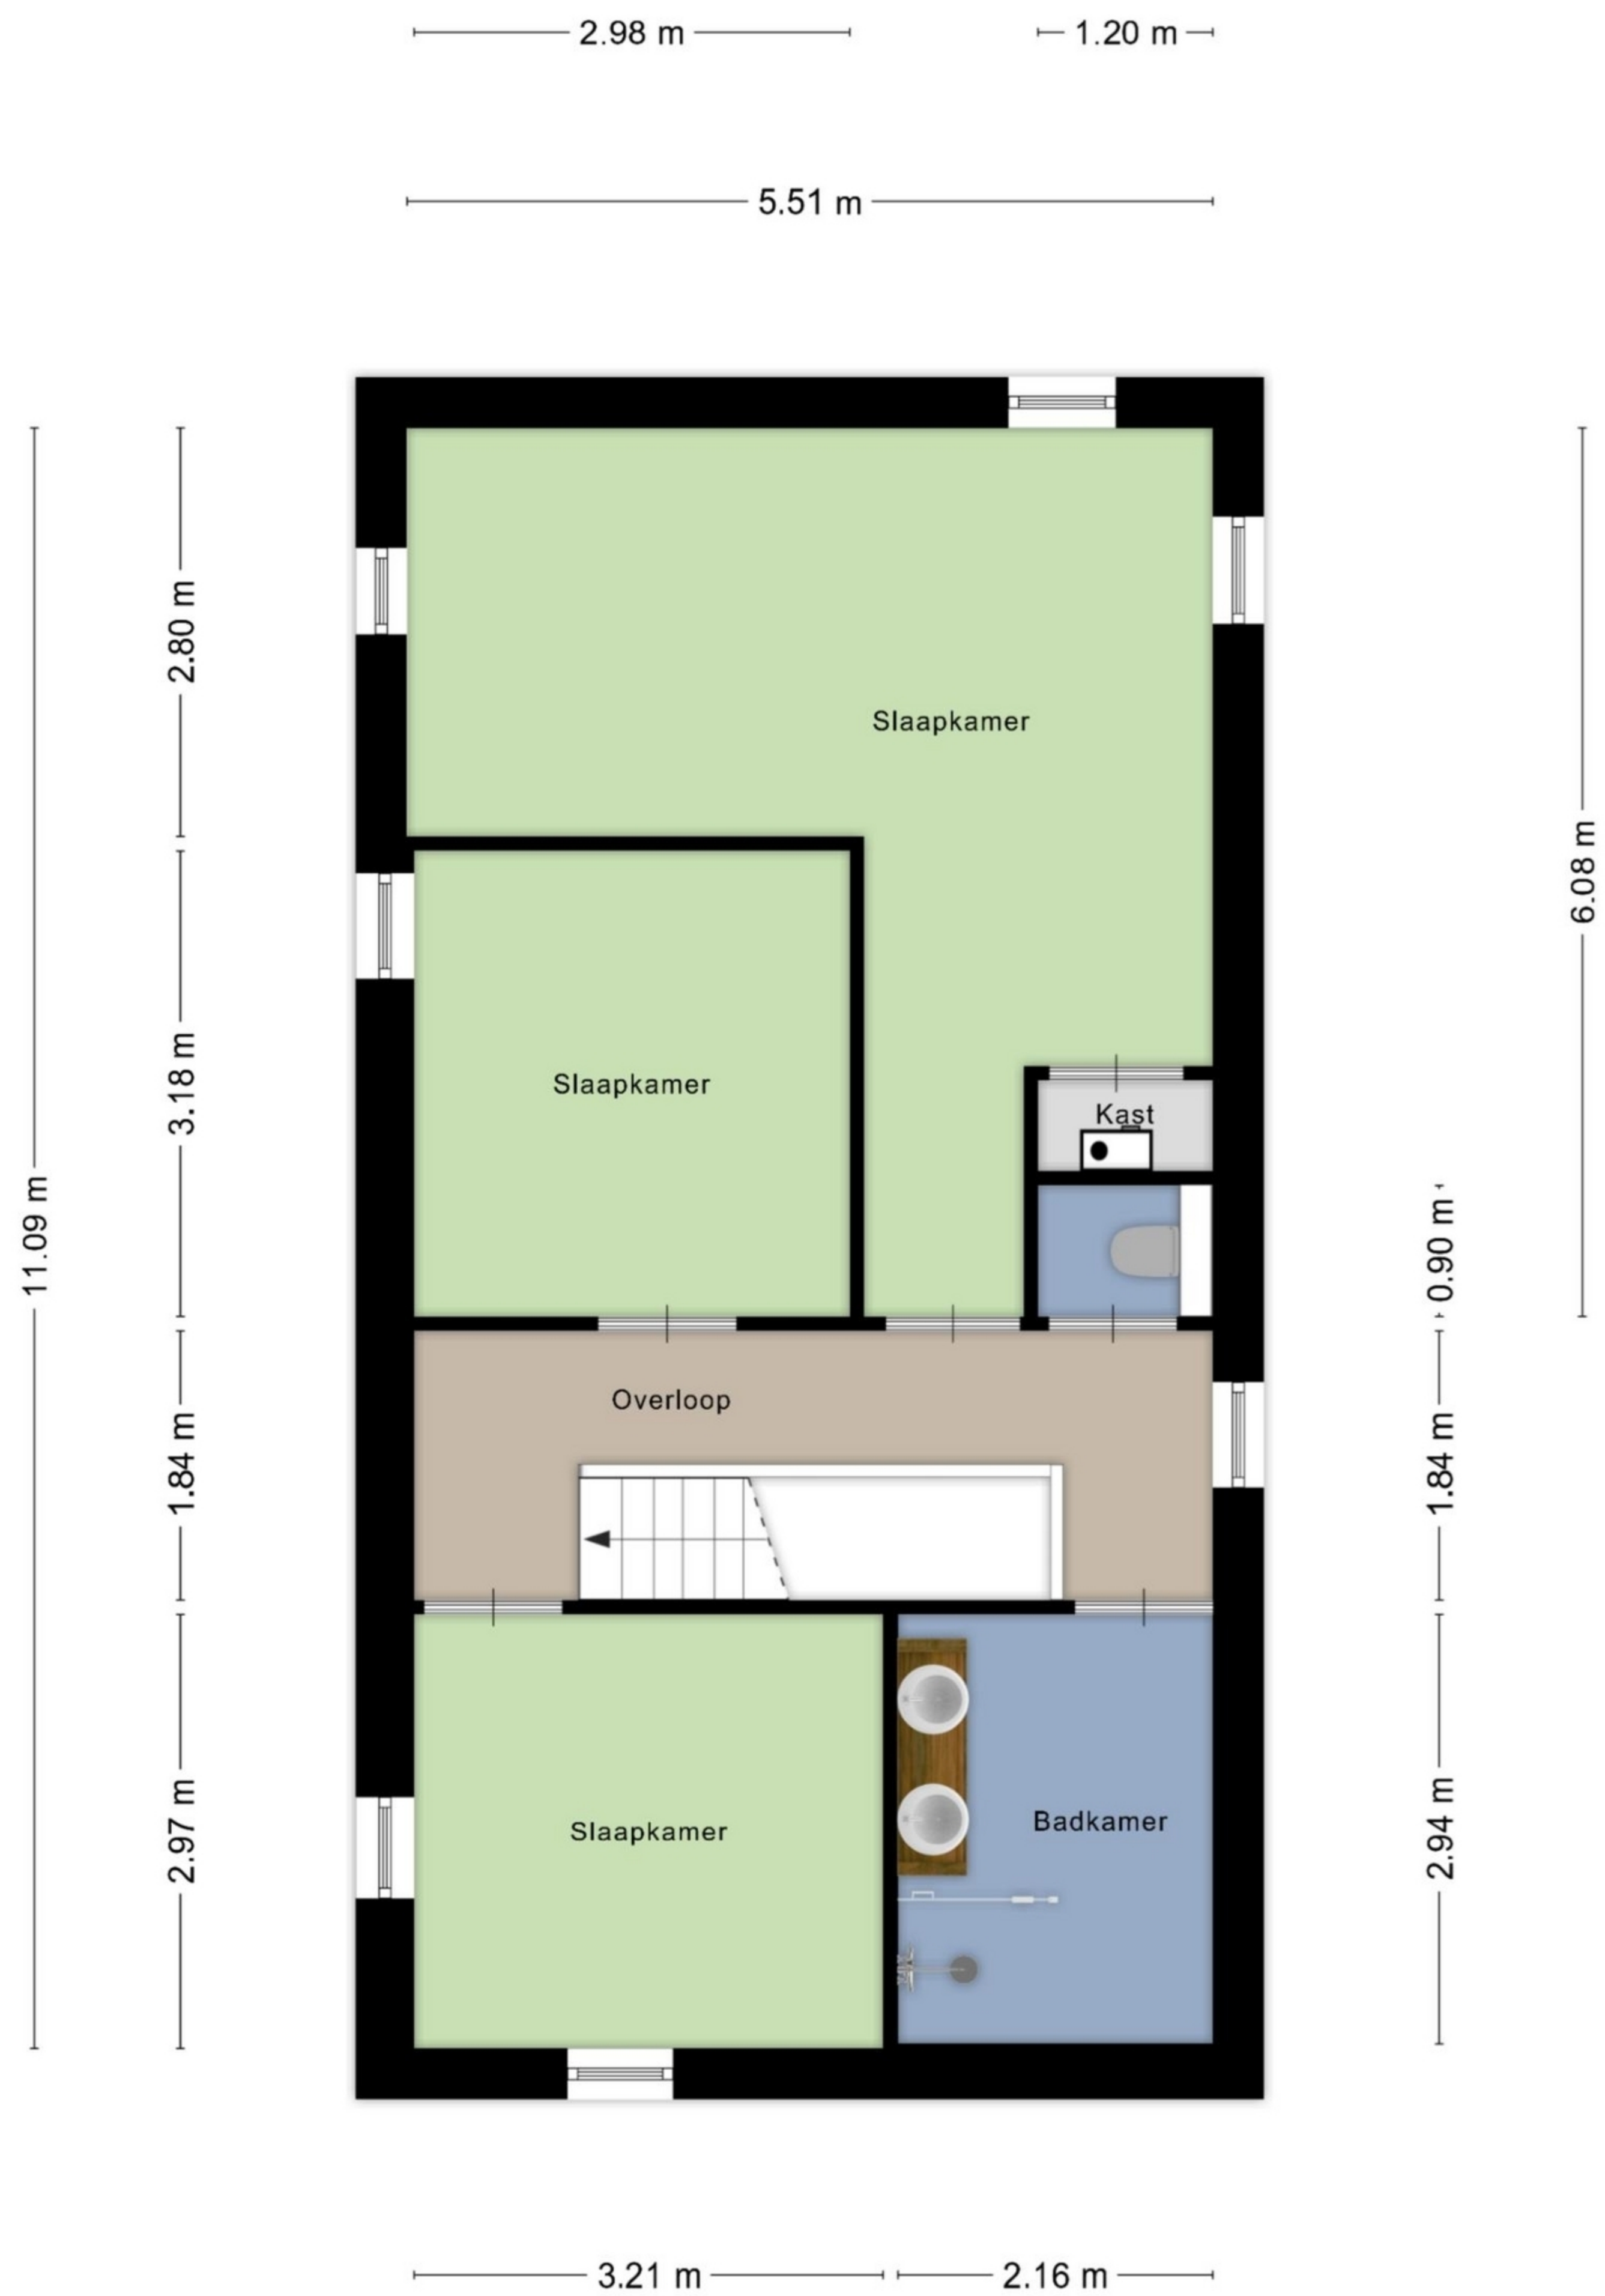 2.98 m
1.20 m
5.51 m
Slaapkamer
2.80 m
6.08 m
Slaapkamer
3.18 m
Kast
11.09 m
0.90 m
Overloop
1.84 m
1.84 m
Slaapkamer
Badkamer
2.97 m
2.94 m
3.21 m
2.16 m